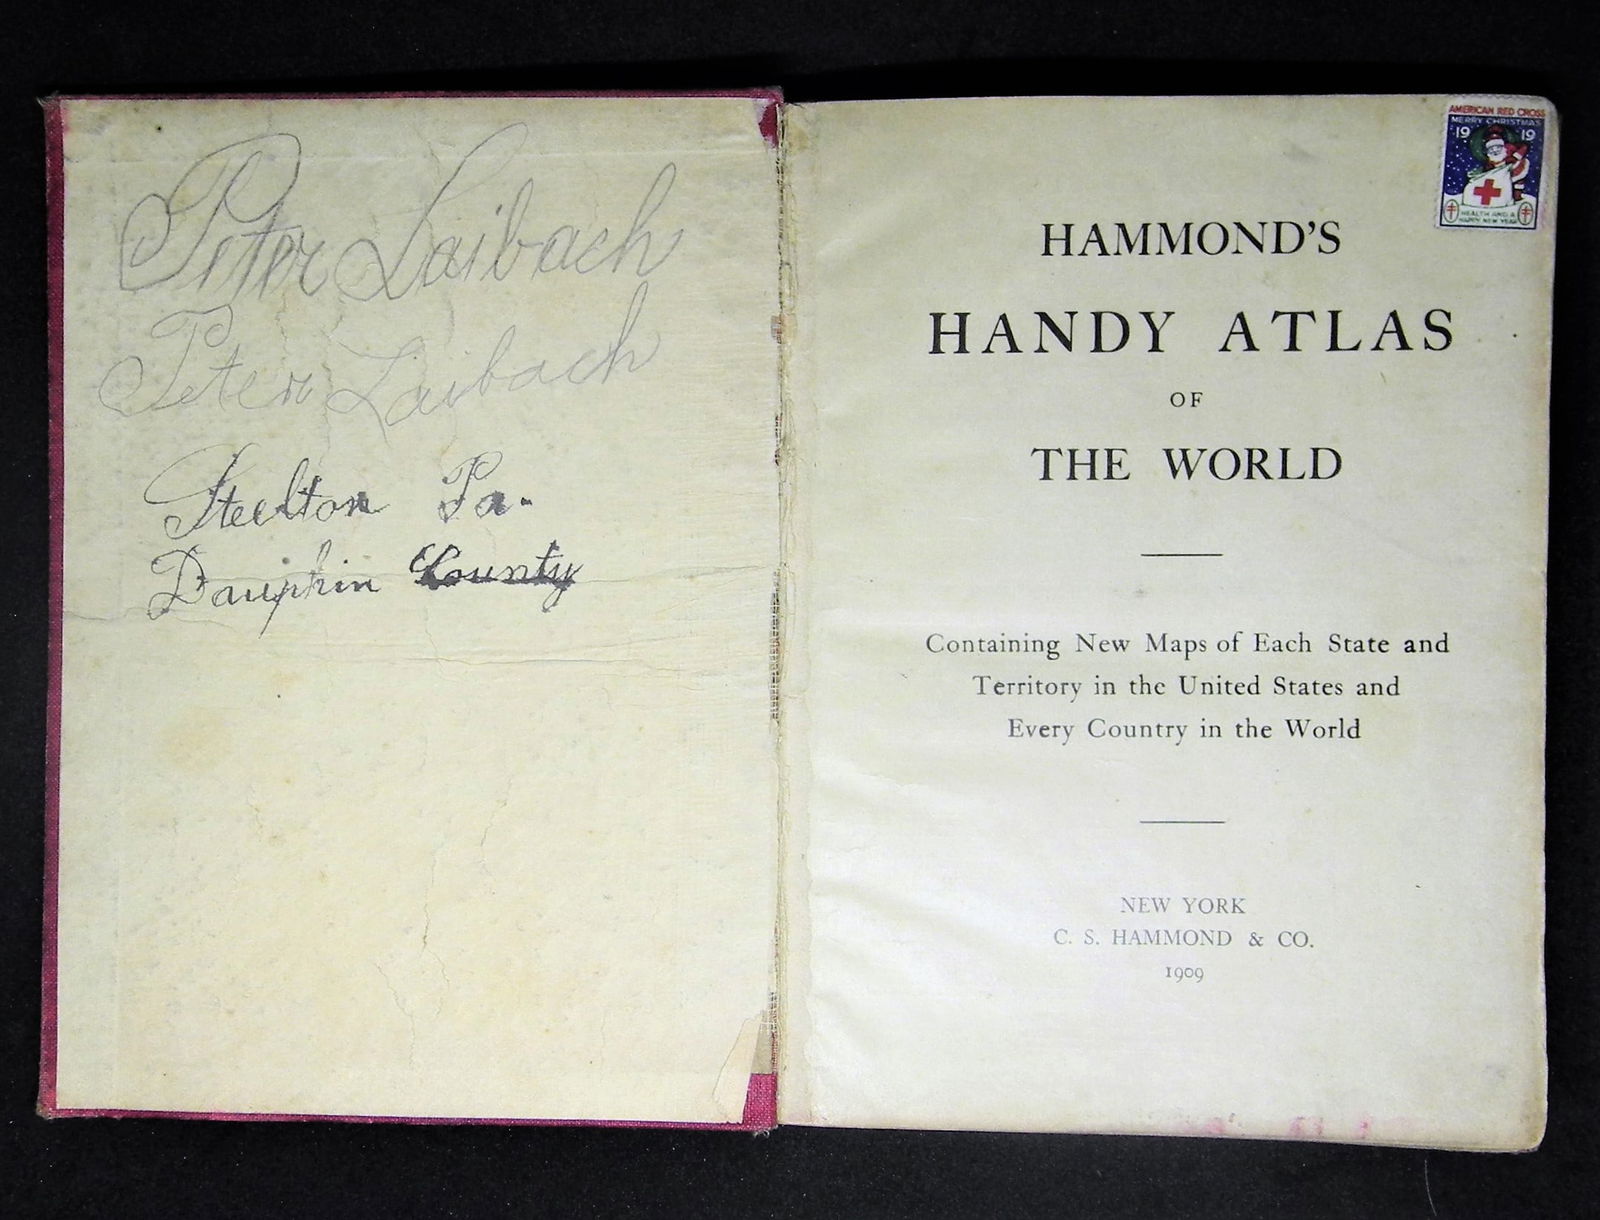 Peter Laibach
Peter Laibach
Steelton Pa.
Dauphin County
AMERICAN RED CROSS
MERRY CHRISTMAS
19 19
HEALTH AND A
HAPPY NEW YEAR
HAMMOND'S
HANDY ATLAS
OF
THE WORLD
Containing New Maps of Each State and
Territory in the United States and
Every Country in the World
NEW YORK
C. S. HAMMOND & CO.
1909